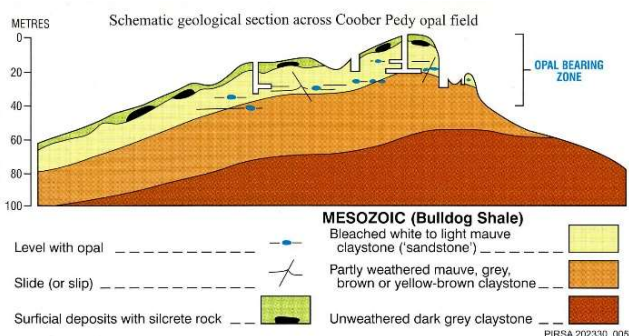 METRES
Schematic geological section across Coober Pedy opal field
0
20
40
60
80
100
OPAL BEARING
ZONE
MESOZOIC (Bulldog Shale)
Level with opal
Slide (or slip)
Surficial deposits with silcrete rock
Bleached white to light mauve
claystone ('sandstone')
Partly weathered mauve, grey,
brown or yellow-brown claystone
Unweathered dark grey claystone
PIRSA 202330_005